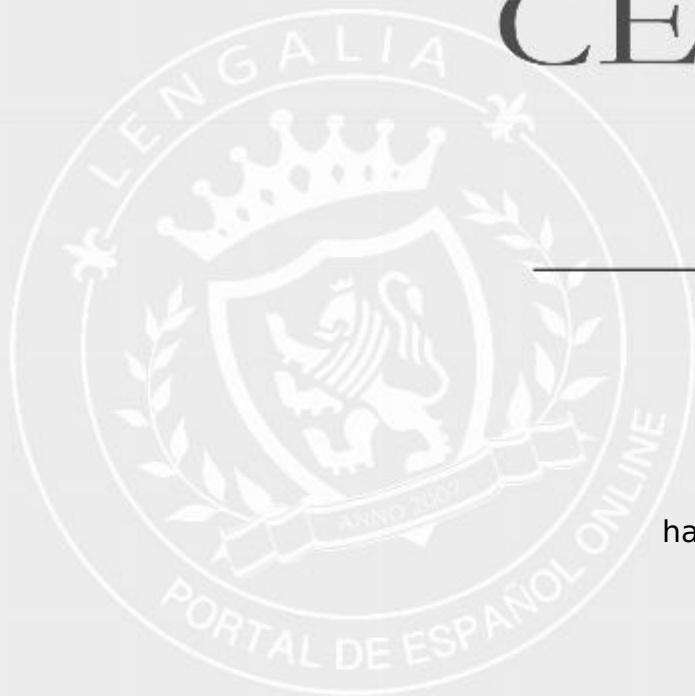 CE
LENGALIA
ANNO 2007
ha
PORTAL DE ESPAÑOL ONLINE